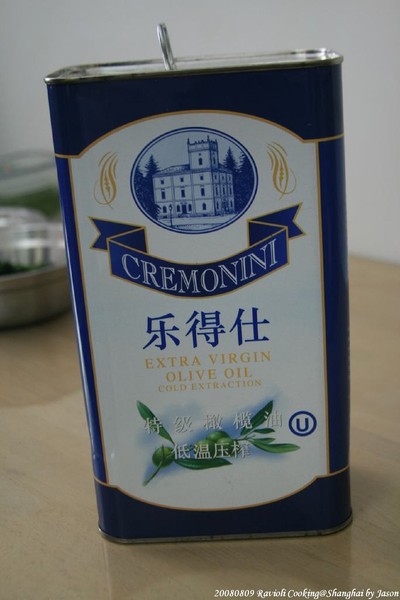 CREMONINI
乐得仕
EXTRA VIRGIN
OLIVE OIL
COLD EXTRACTION
特级橄榄油
U
低温压榨
20080809 Ravioli Cooking@Shanghai by Jason